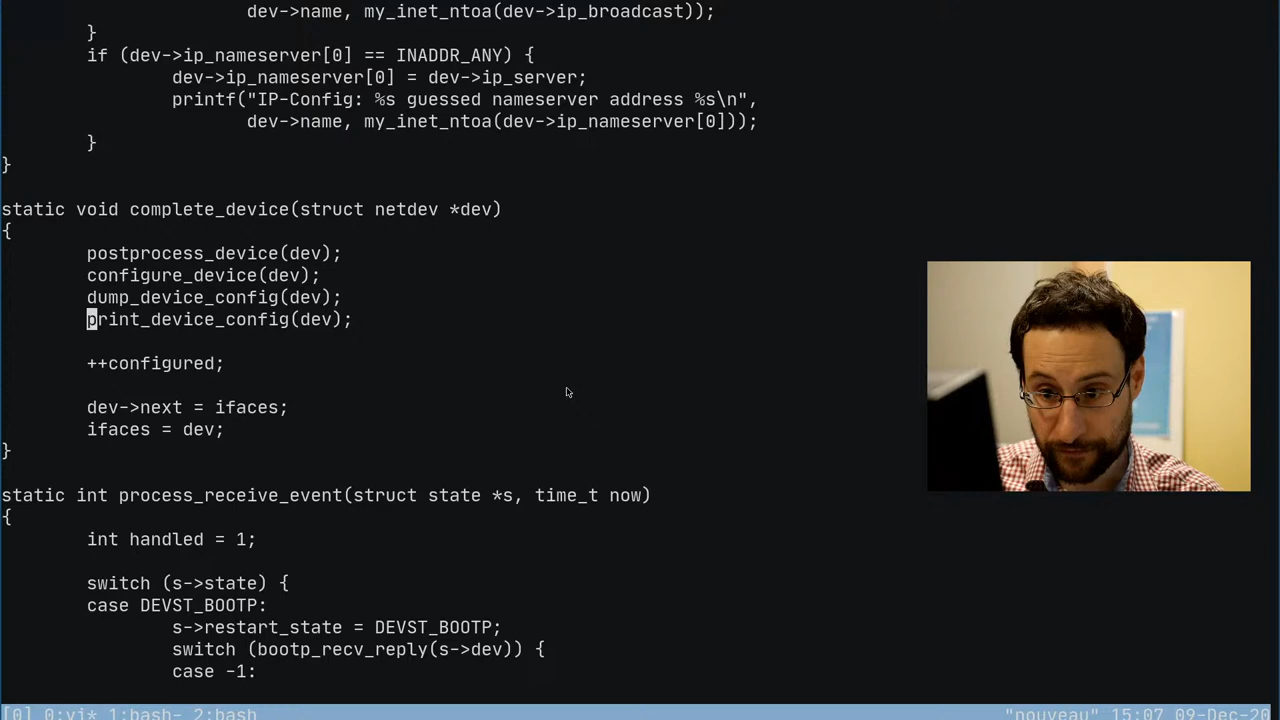 dev->name, my_inet_ntoa(dev->ip_broadcast));
}
if (dev->ip_nameserver[0] == INADDR_ANY) {
dev->ip_nameserver[0] = dev->ip_server;
printf("IP-Config: %s guessed nameserver address %s\n",
dev->name, my_inet_ntoa(dev->ip_nameserver[0]));
}
}
static void complete_device(struct netdev *dev)
{
postprocess_device(dev);
configure_device(dev);
dump_device_config(dev);
print_device_config(dev);
++configured;
dev->next = ifaces;
ifaces = dev;
}
static int process_receive_event(struct state *s, time_t now)
{
int handled = 1;
switch (s->state) {
case DEVST_BOOTP:
s->restart_state = DEVST_BOOTP;
switch (bootp_recv_reply(s->dev)) {
case -1:
[0] 0:vi* 1:bash- 2:bash "nouveau" 15:07 09-Dec-20